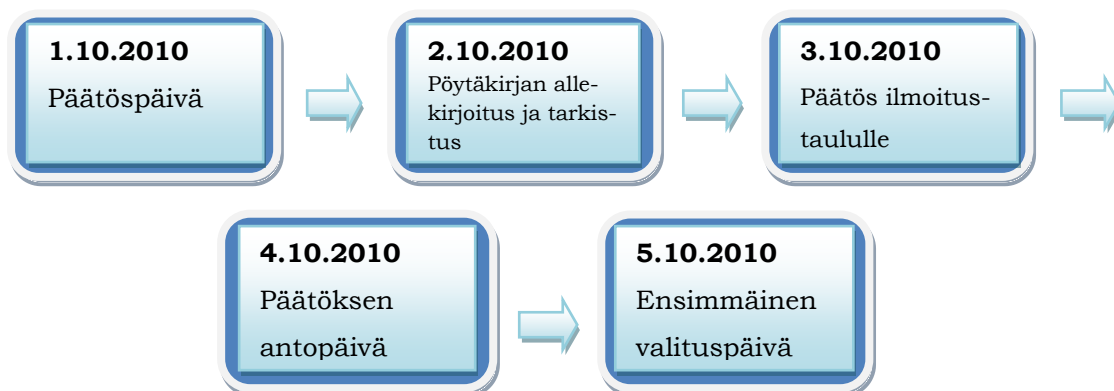 1.10.2010
Päätöspäivä
2.10.2010
Pöytäkirjan alle-
kirjoitus ja tarkis-
tus
3.10.2010
Päätös ilmoitus-
taululle
4.10.2010
Päätöksen
antopäivä
5.10.2010
Ensimmäinen
valituspäivä